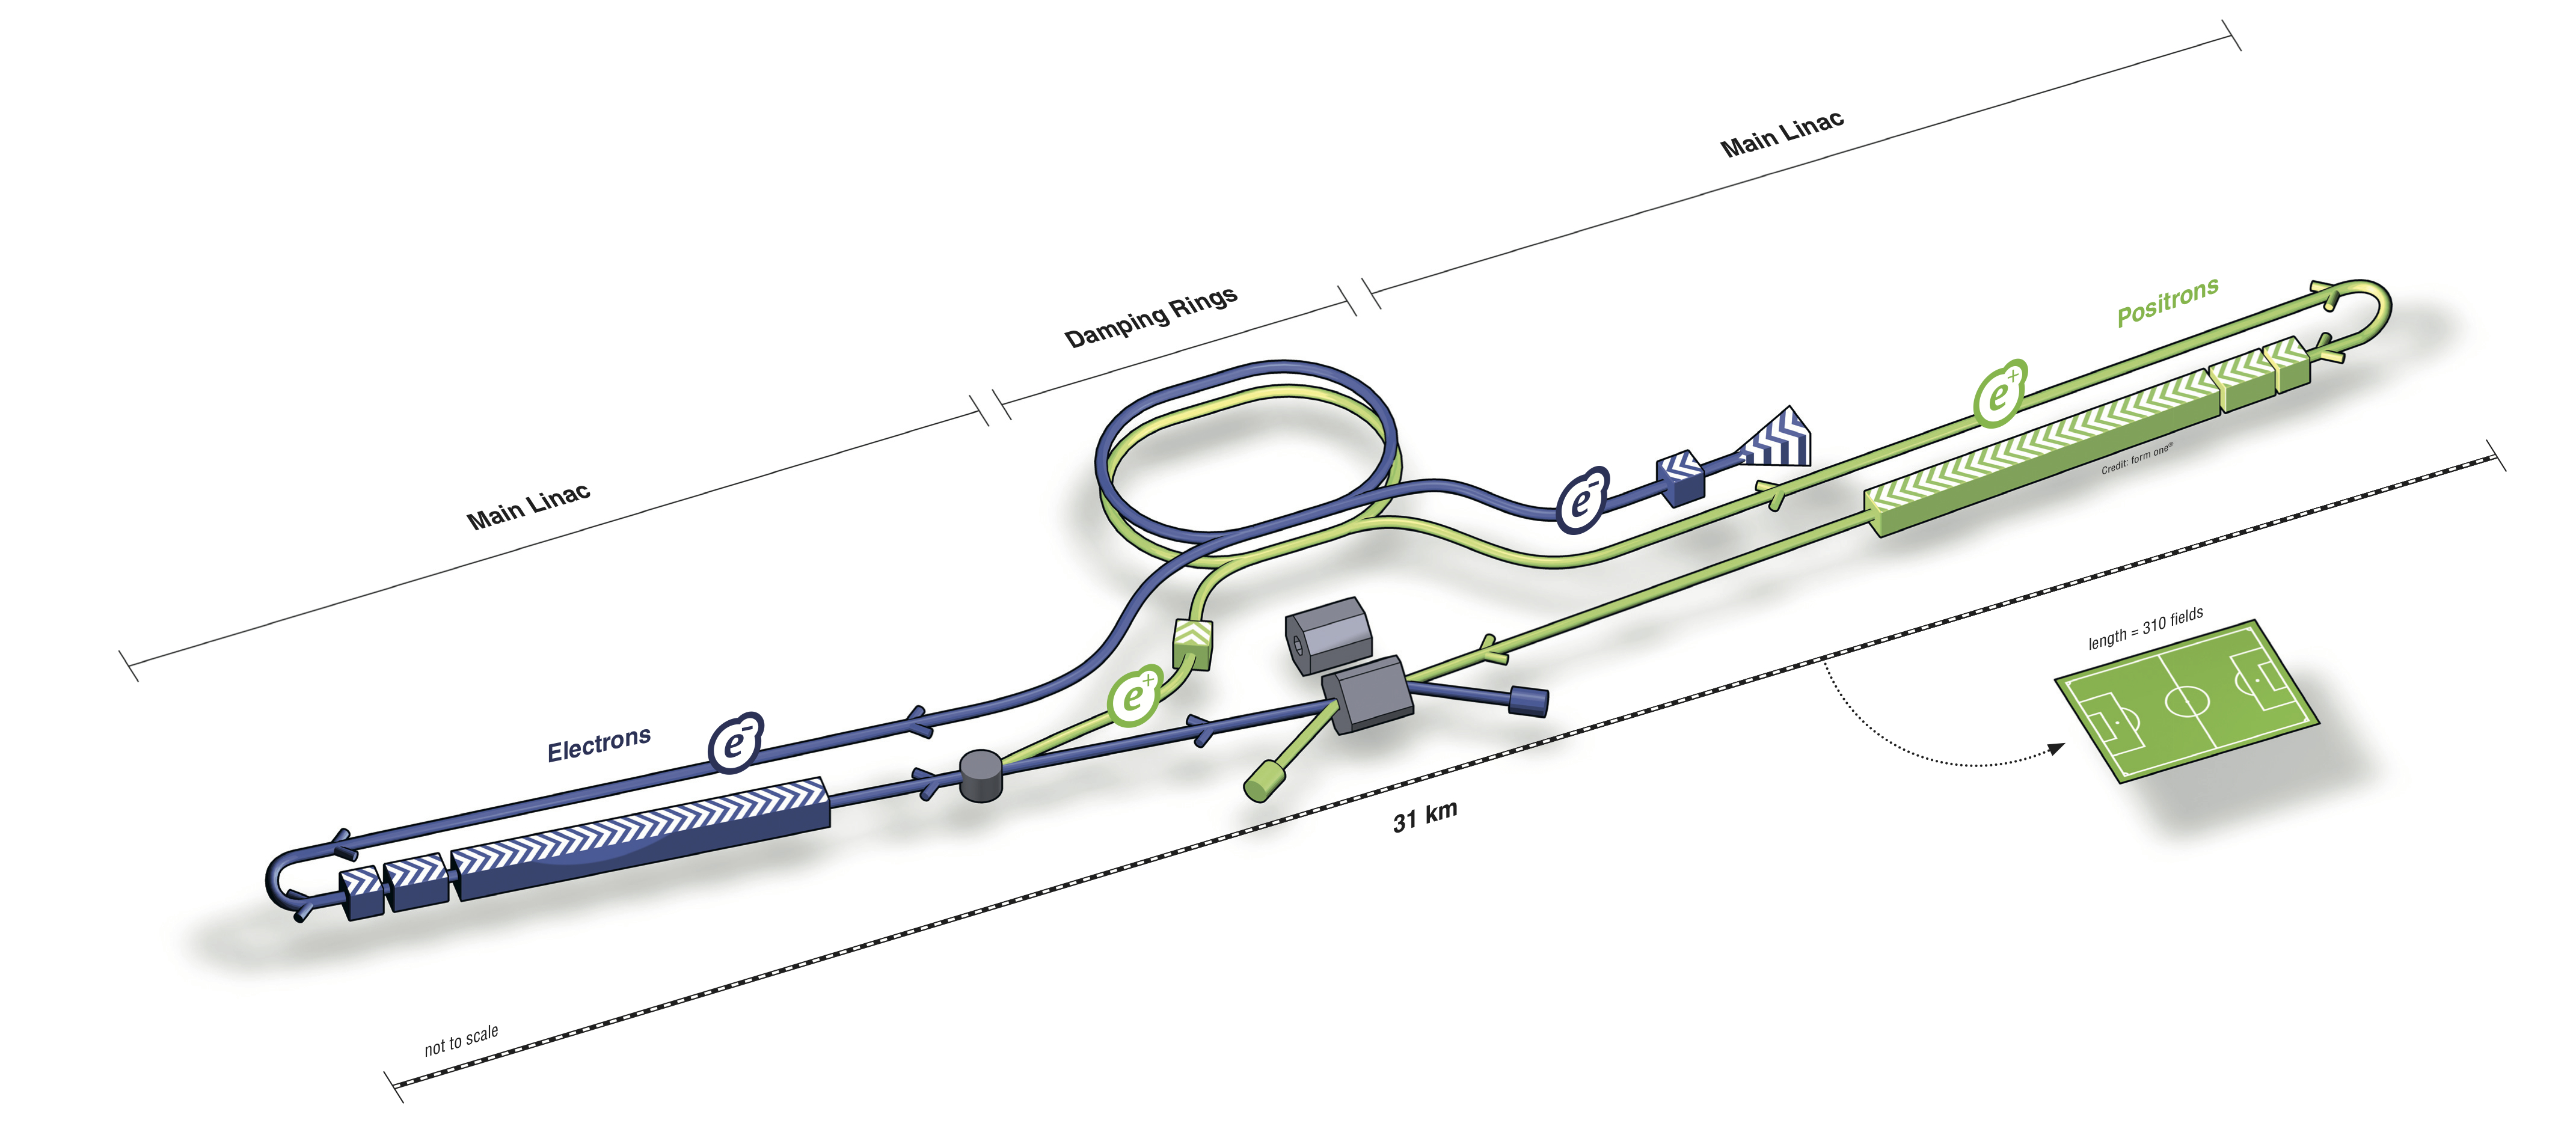 Main Linac
Damping Rings
Main Linac
Positrons
e+
Credit: form one®
e-
length = 310 fields
e+
Electrons
e-
31 km
not to scale